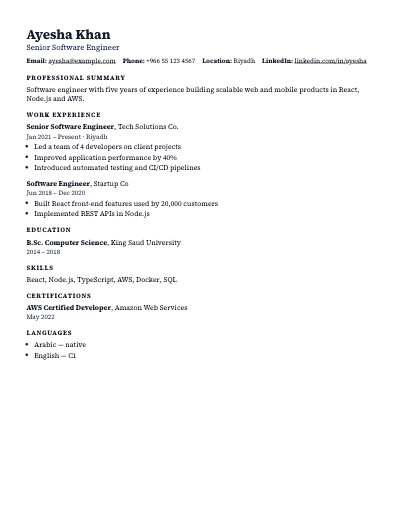 Ayesha Khan
Senior Software Engineer
Email: ayesha@example.com Phone: +966 55 123 4567 Location: Riyadh LinkedIn: linkedin.com/in/ayesha
PROFESSIONAL SUMMARY
Software engineer with five years of experience building scalable web and mobile products in React,
Node.js and AWS.
WORK EXPERIENCE
Senior Software Engineer, Tech Solutions Co.
Jan 2021 – Present · Riyadh
• Led a team of 4 developers on client projects
• Improved application performance by 40%
• Introduced automated testing and CI/CD pipelines
Software Engineer, Startup Co
Jun 2018 – Dec 2020
• Built React front-end features used by 20,000 customers
• Implemented REST APIs in Node.js
EDUCATION
B.Sc. Computer Science, King Saud University
2014 – 2018
SKILLS
React, Node.js, TypeScript, AWS, Docker, SQL
CERTIFICATIONS
AWS Certified Developer, Amazon Web Services
May 2022
LANGUAGES
• Arabic — native
• English — C1